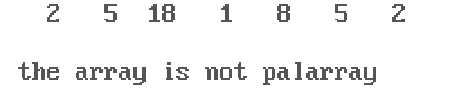 2 5 18 1 8 5 2
the array is not palarray